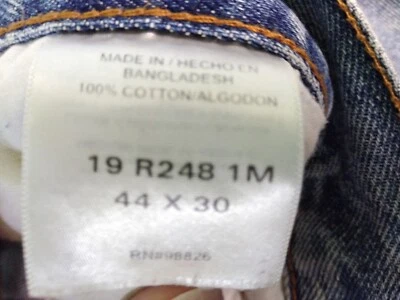 MADE IN / HECHO EN
BANGLADESH
100% COTTON/ALGODON
19 R248 1M
44 X 30
RN#98826